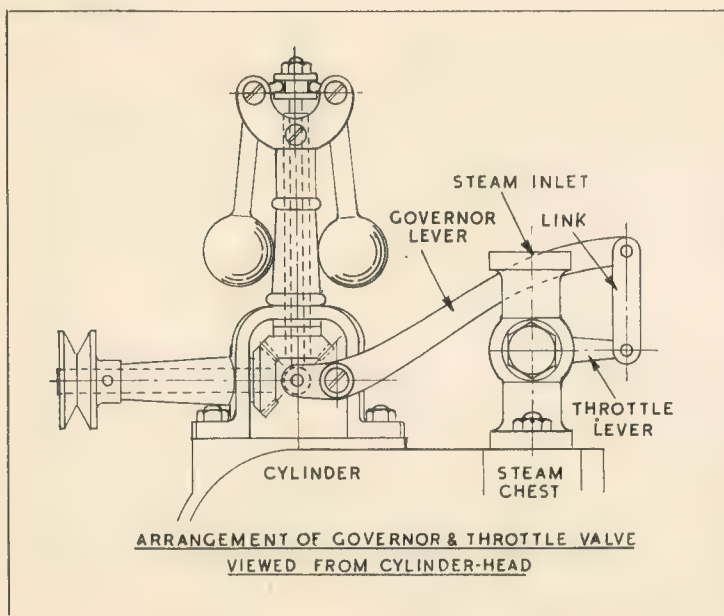 STEAM INLET
GOVERNOR LINK
LEVER
THROTTLE
LEVER
CYLINDER STEAM
CHEST
ARRANGEMENT OF GOVERNOR & THROTTLE VALVE
VIEWED FROM CYLINDER-HEAD